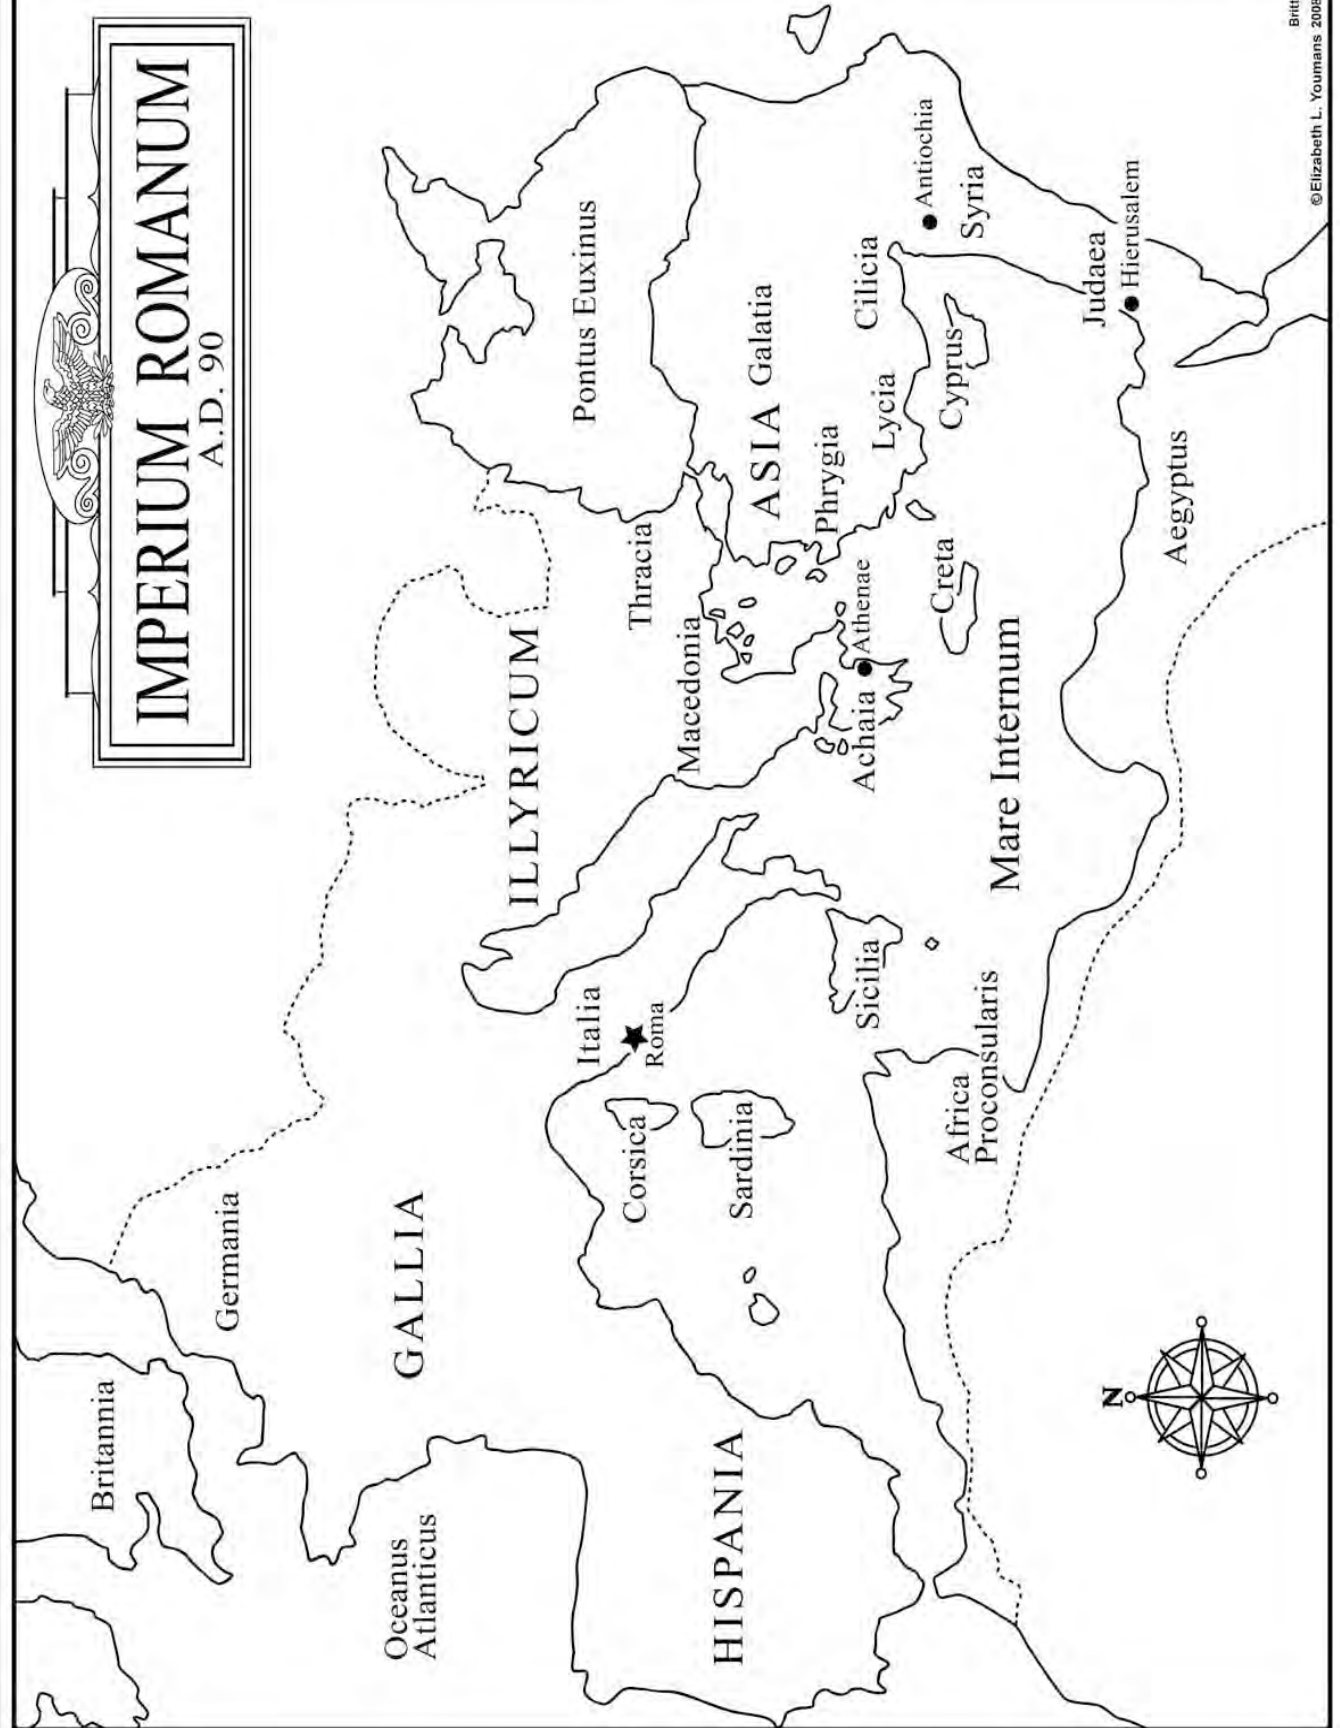 IMPERIUM ROMANUM
A.D. 90
Britannia
Germania
GALLIA
Oceanus
Atlanticus
HISPANIA
Italia
Roma
Corsica
Sardinia
Sicilia
ILLYRICUM
Thracia
Macedonia
Achaia
Athenae
Creta
Pontus Euxinus
ASIA
Galatia
Phrygia
Lycia
Cilicia
Cyprus
Antiochia
Syria
Judaea
Hierusalem
Aegyptus
Mare Internum
Africa
Proconsularis
N
© Elizabeth L. Youmans 2008